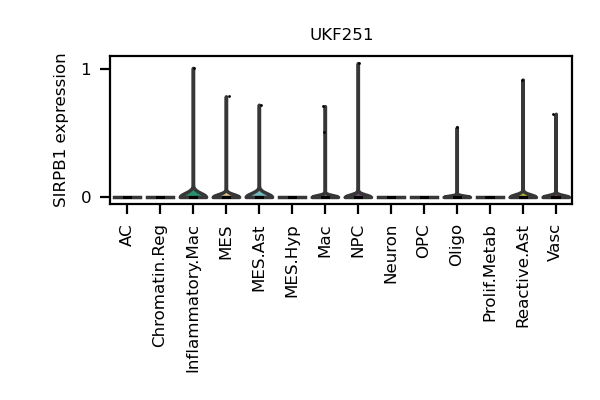 UKF251
SIRPB1 expression
1
0
AC
Chromatin.Reg
Inflammatory.Mac
MES
MES.Ast
MES.Hyp
Mac
NPC
Neuron
OPC
Oligo
Prolif.Metab
Reactive.Ast
Vasc